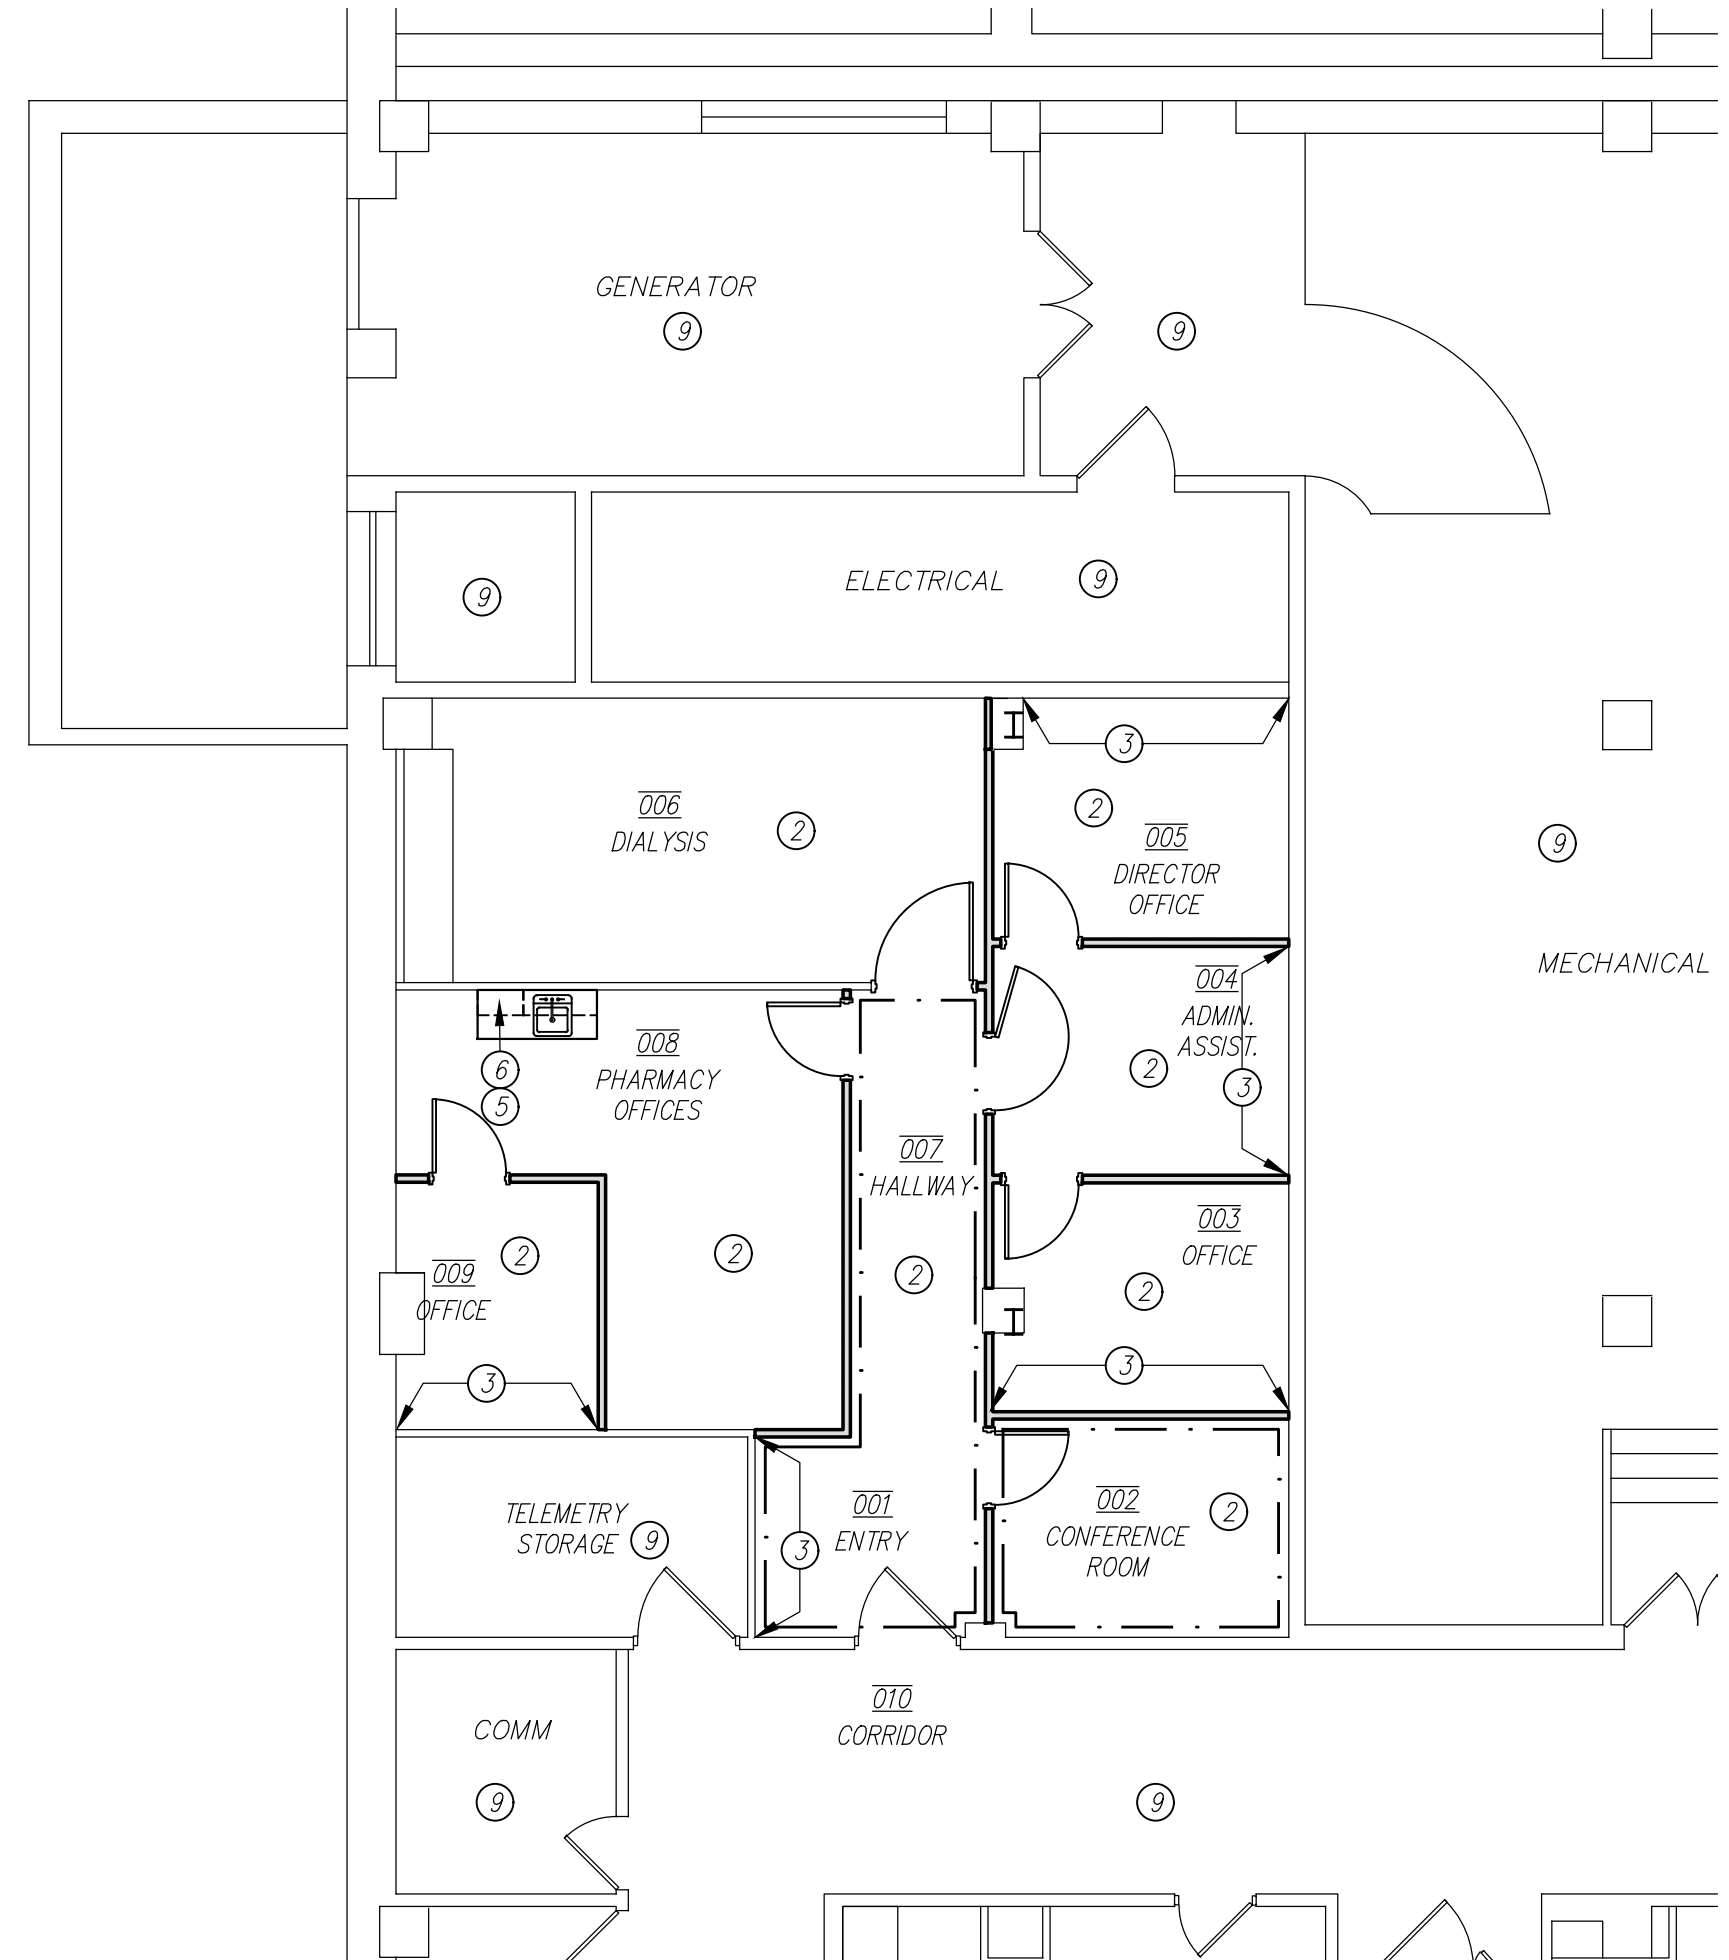 GENERATOR
9
9
ELECTRICAL
9
9
3
006
DIALYSIS
2
2
005
DIRECTOR
OFFICE
9
MECHANICAL
004
ADMIN.
ASSIST.
2
3
6
5
008
PHARMACY
OFFICES
007
HALLWAY
2
2
003
OFFICE
2
3
009
OFFICE
2
3
TELEMETRY
STORAGE
9
001
ENTRY
3
002
CONFERENCE
ROOM
2
010
CORRIDOR
COMM
9
9